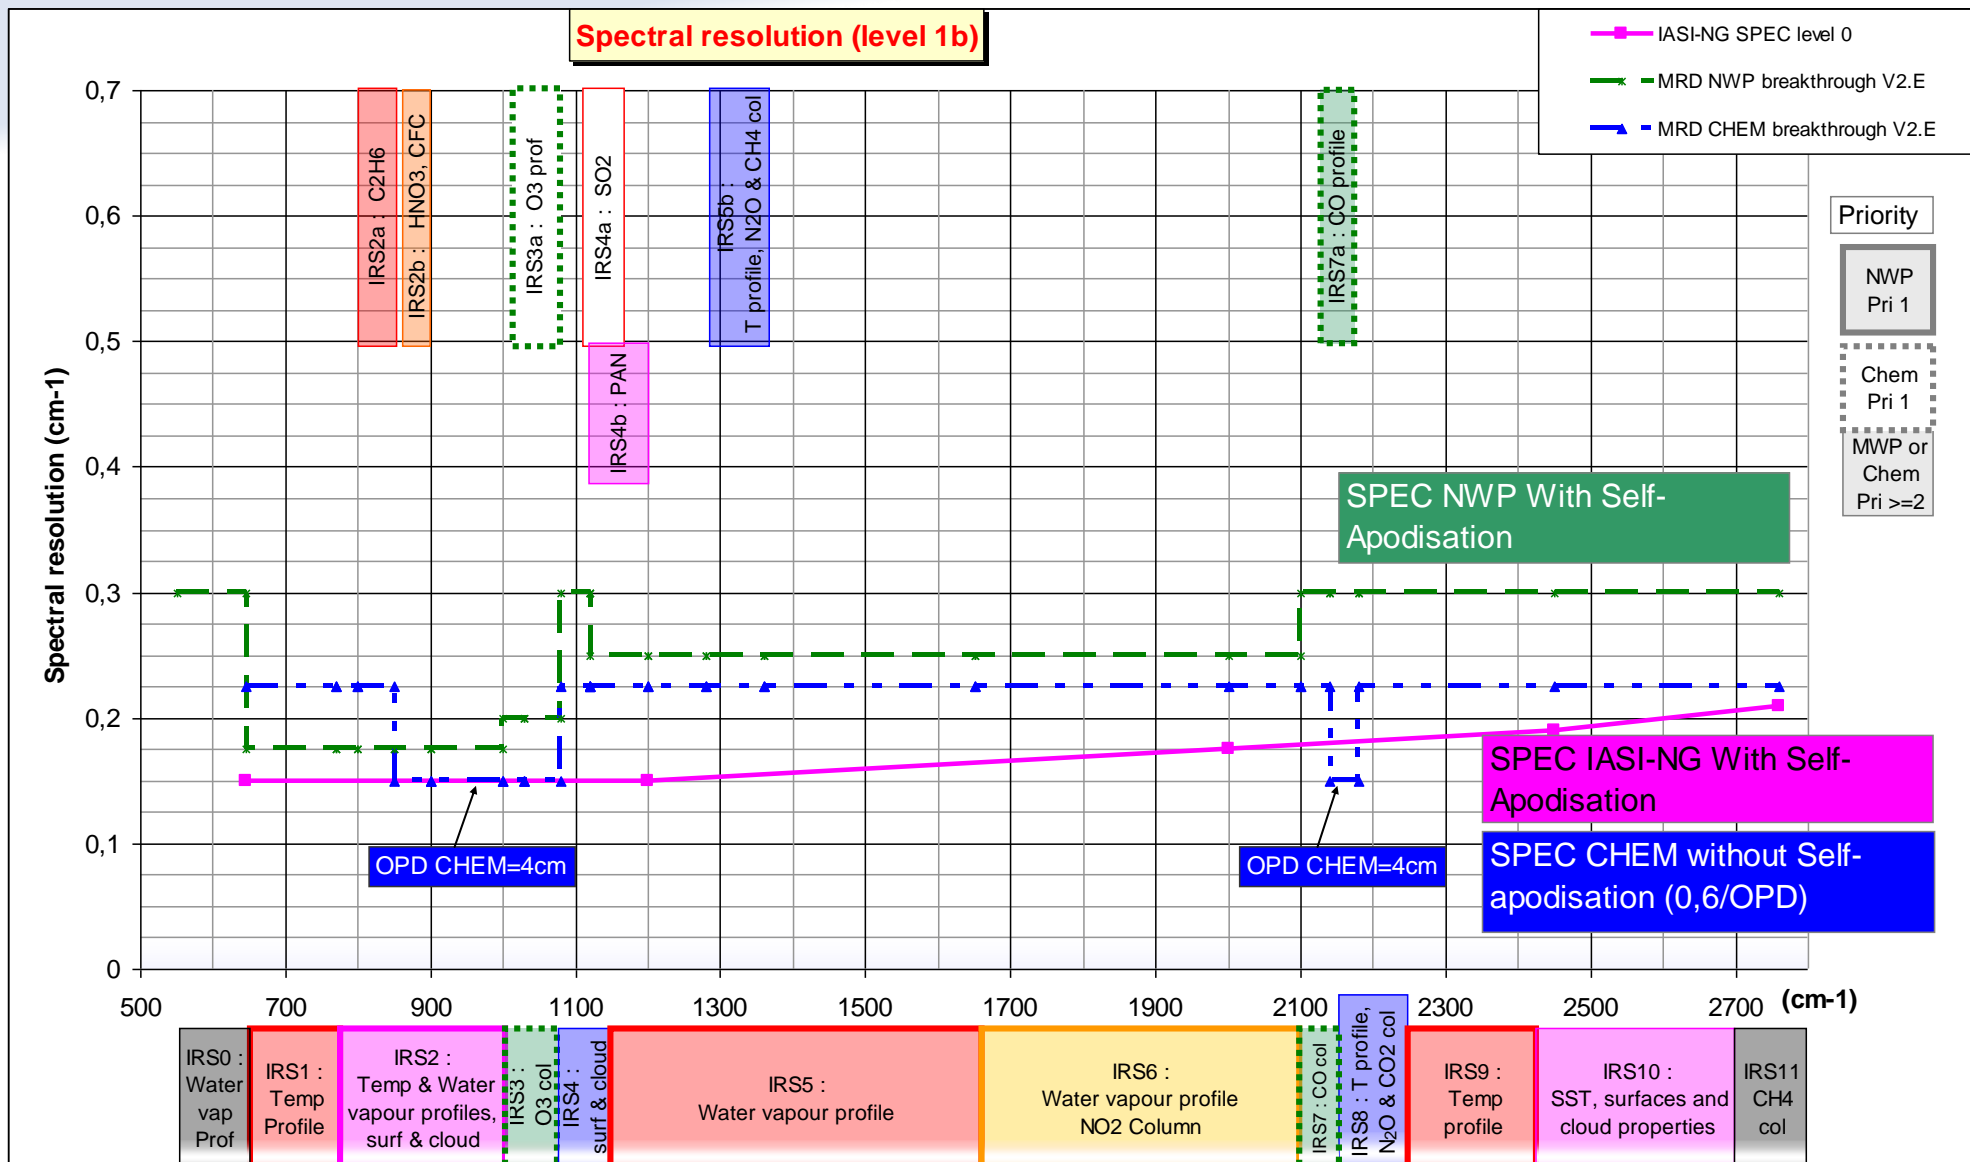 Spectral resolution (level 1b)
IASI-NG SPEC level 0
MRD NWP breakthrough V2.E
MRD CHEM breakthrough V2.E
Priority
NWP
Pri 1
Chem
Pri 1
MWP or
Chem
Pri >=2
Spectral resolution (cm-1)
0,7
0,6
0,5
0,4
0,3
0,2
0,1
0
IRS2a : C2H6
IRS2b : HNO3, CFC
IRS3a : O3 prof
IRS4a : SO2
IRS4b : PAN
IRS5b :
T profile, N2O & CH4 col
IRS7a : CO profile
SPEC NWP With Self-
Apodisation
SPEC IASI-NG With Self-
Apodisation
SPEC CHEM without Self-
apodisation (0,6/OPD)
OPD CHEM=4cm
OPD CHEM=4cm
500
700
900
1100
1300
1500
1700
1900
2100
2300
2500
2700
(cm-1)
IRS0 :
Water
vap
Prof
IRS1 :
Temp
Profile
IRS2 :
Temp & Water
vapour profiles,
surf & cloud
IRS3 :
O3 col
IRS4 :
surf & cloud
IRS5 :
Water vapour profile
IRS6 :
Water vapour profile
NO2 Column
IRS7 : CO col
IRS8 : T profile,
N2O & CO2 col
IRS9 :
Temp
profile
IRS10 :
SST, surfaces and
cloud properties
IRS11
CH4
col